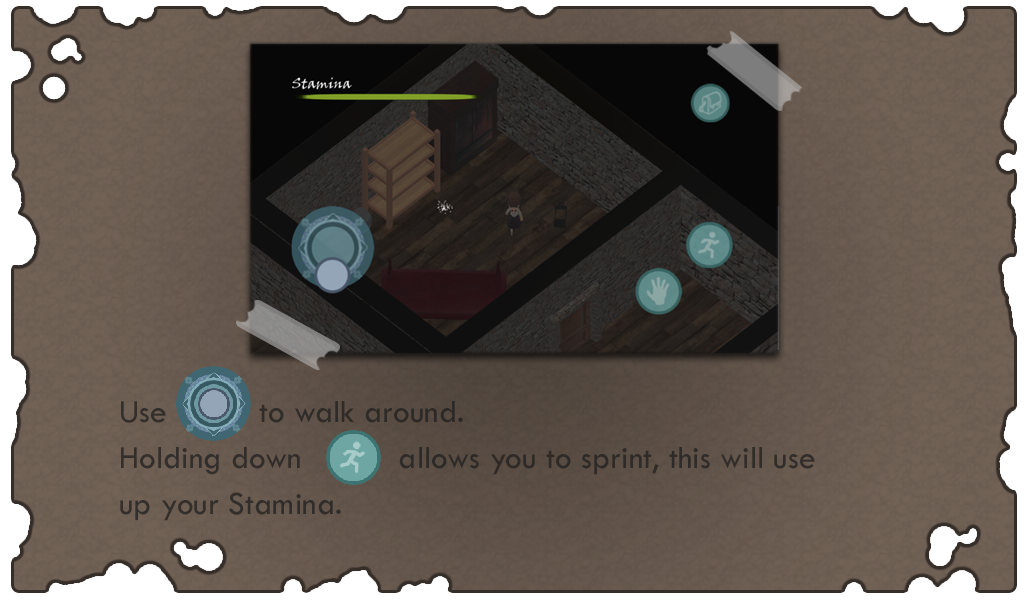 Stamina
Use to walk around.
Holding down allows you to sprint, this will use
up your Stamina.